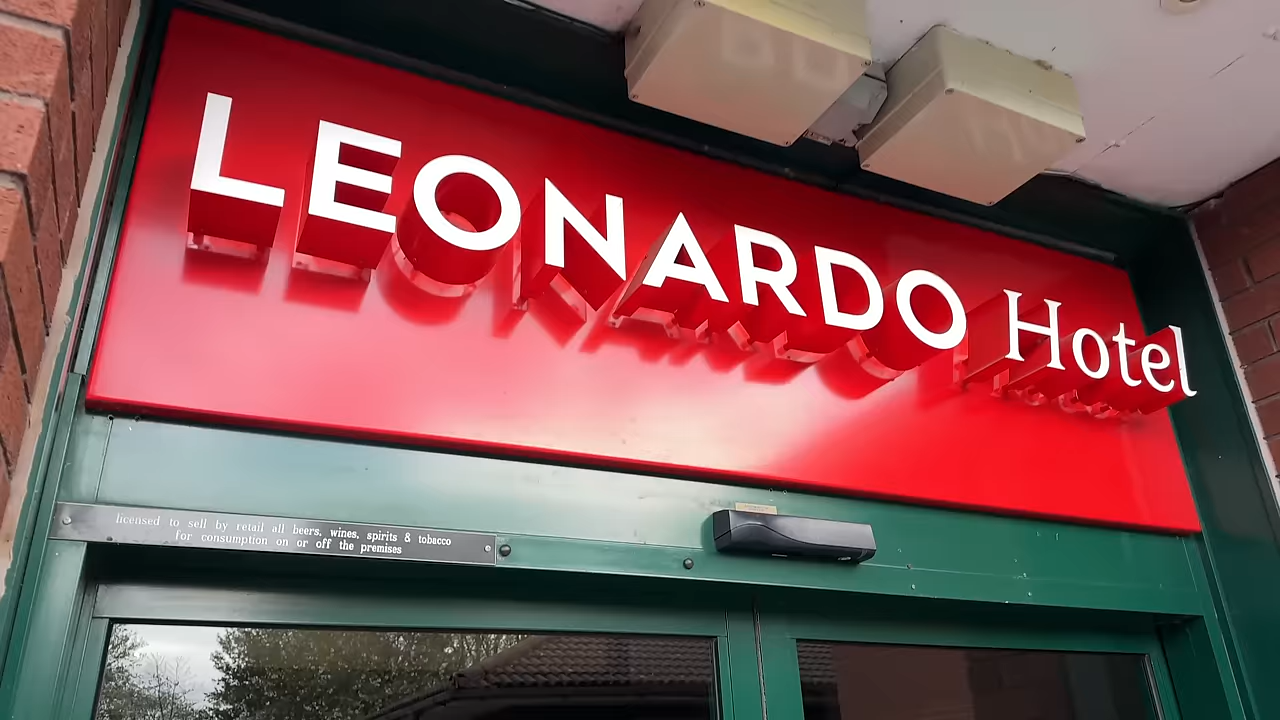 LEONARDO Hotel
licensed to sell by retail all beers, wines, spirits & tobacco
for consumption on or off the premises